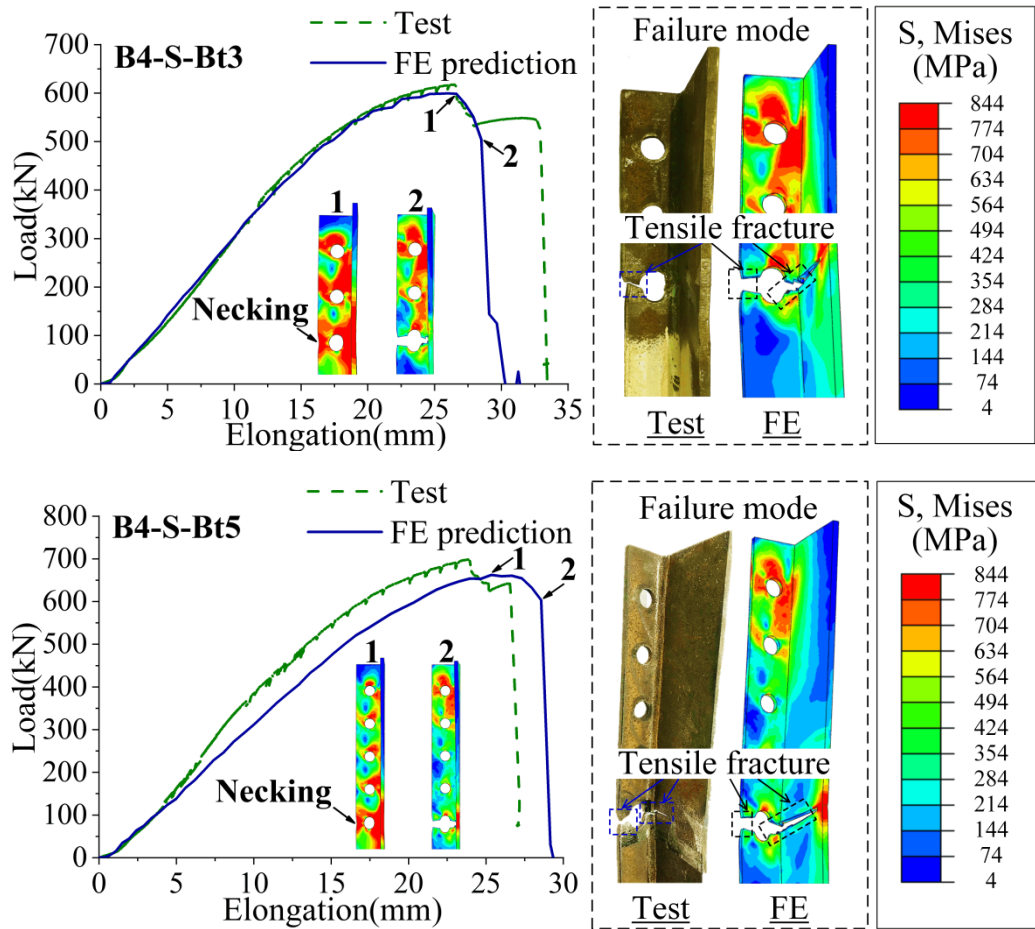 Test
FE prediction
B4-S-Bt3
700
600
500
400
300
200
100
0
Load(kN)
1
2
1
2
Necking
0
5
10
15
20
25
30
35
Elongation(mm)
Failure mode
Tensile fracture
Test
FE
S, Mises
(MPa)
844
774
704
634
564
494
424
354
284
214
144
74
4
Test
FE prediction
B4-S-Bt5
800
700
600
500
400
300
200
100
0
Load(kN)
1
2
1
2
Necking
0
5
10
15
20
25
30
Elongation(mm)
Failure mode
Tensile fracture
Test
FE
S, Mises
(MPa)
844
774
704
634
564
494
424
354
284
214
144
74
4